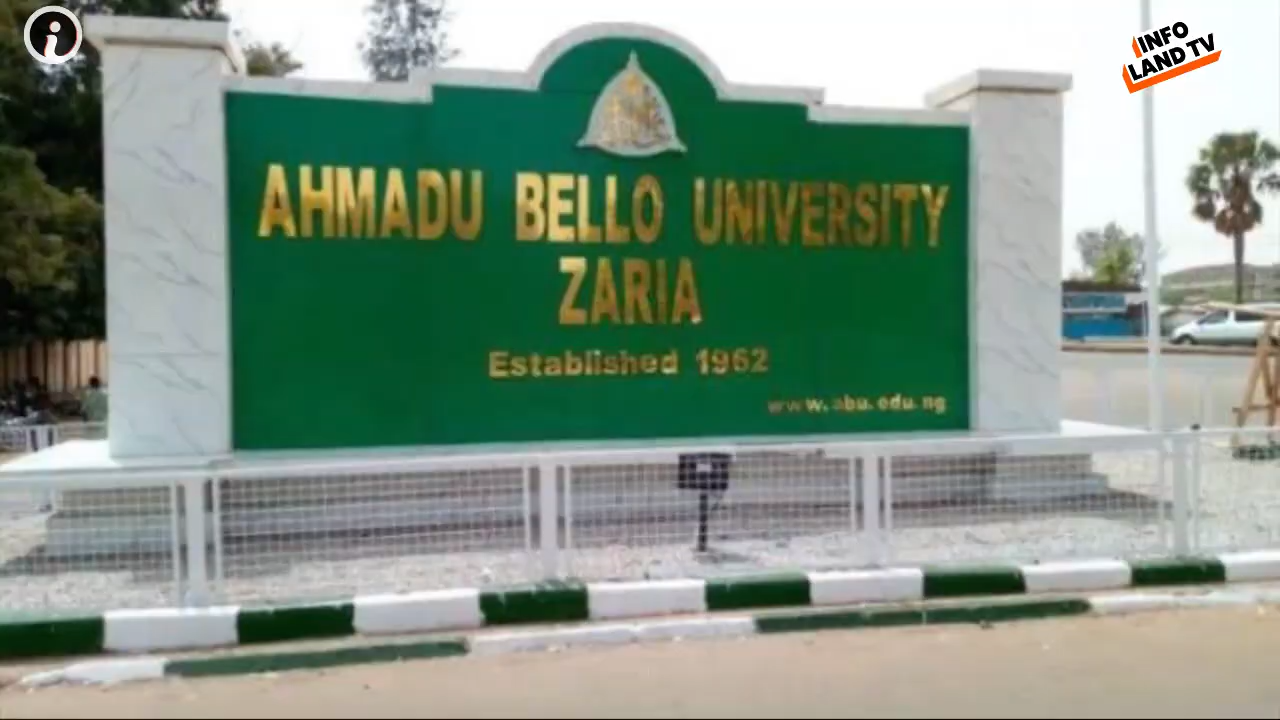 INFO
LAND TV
AHMADU BELLO UNIVERSITY
ZARIA
Established 1962
www.abu.edu.ng